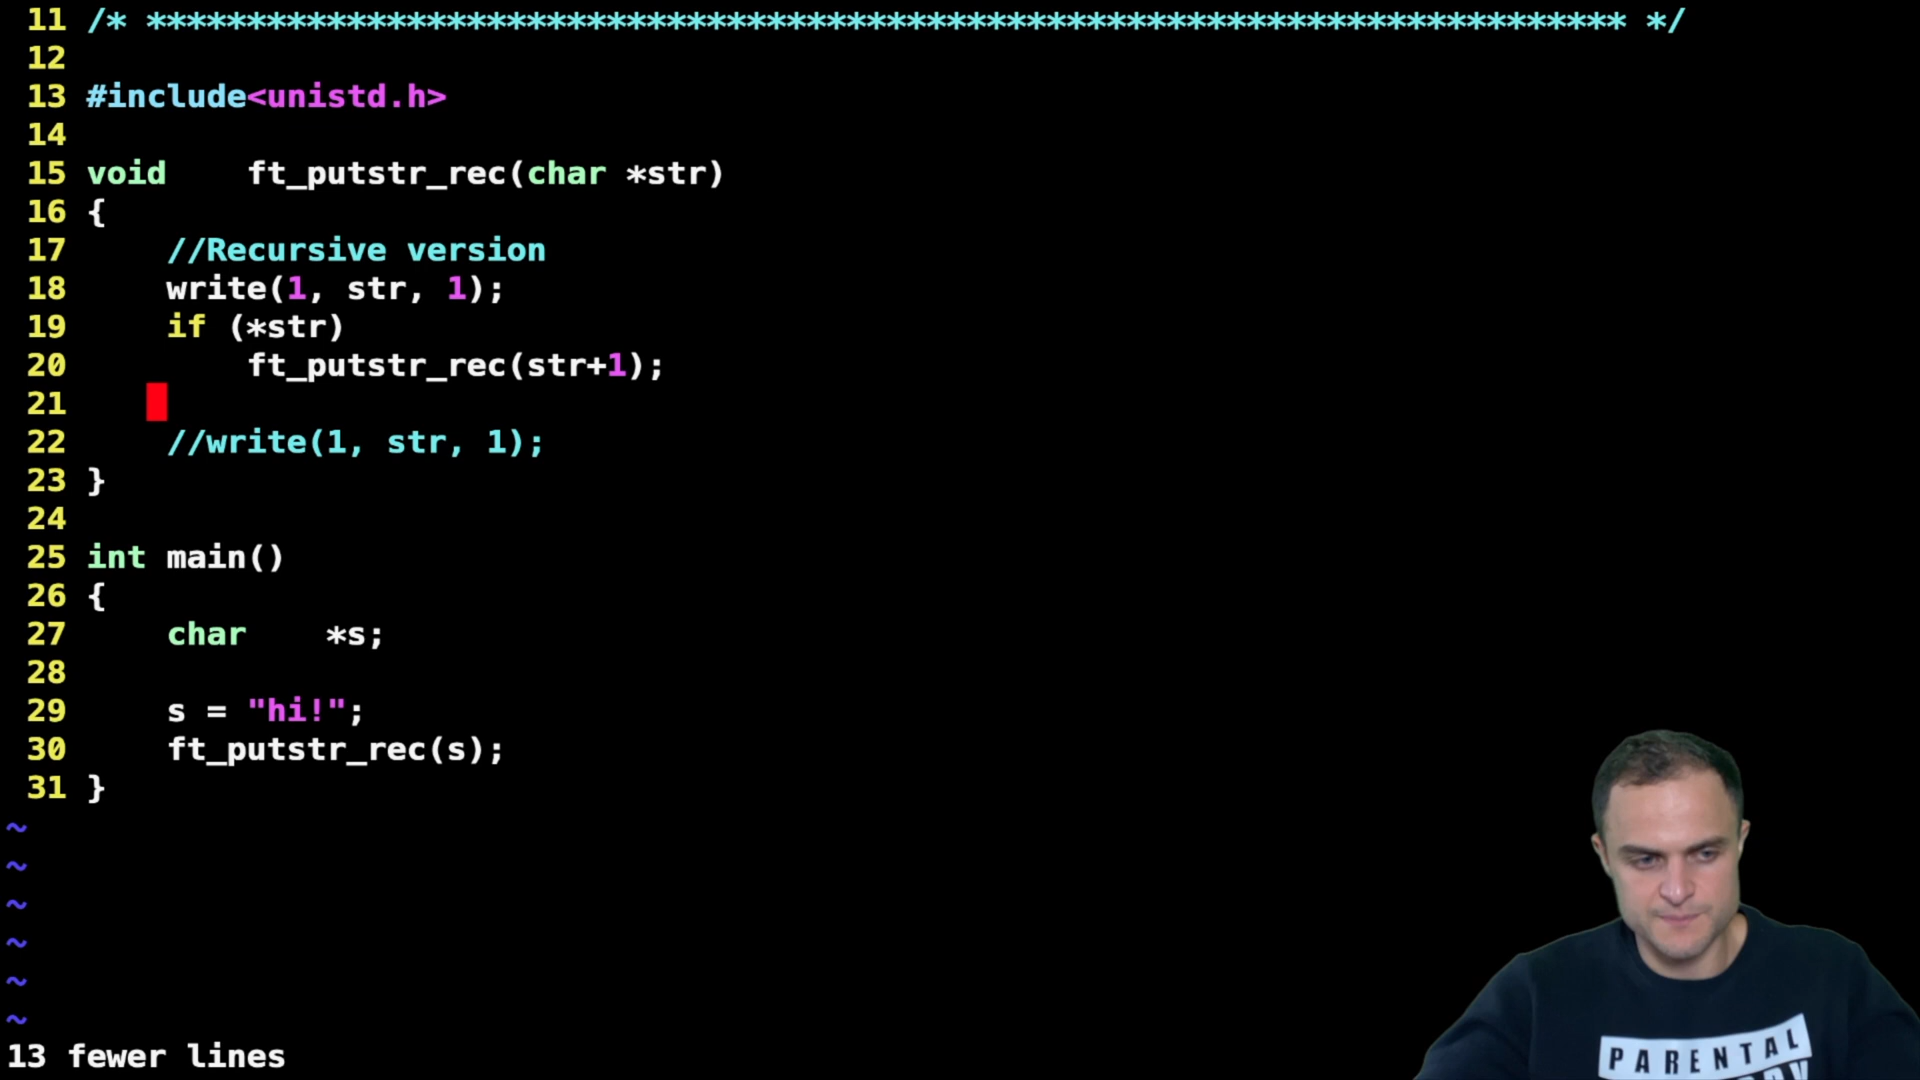 11 /* ************************************************************************** */
12
13 #include<unistd.h>
14
15 void    ft_putstr_rec(char *str)
16 {
17     //Recursive version
18     write(1, str, 1);
19     if (*str)
20         ft_putstr_rec(str+1);
21
22     //write(1, str, 1);
23 }
24
25 int main()
26 {
27     char    *s;
28
29     s = "hi!";
30     ft_putstr_rec(s);
31 }
~
~
~
~
~
~
13 fewer lines
PARENTAL